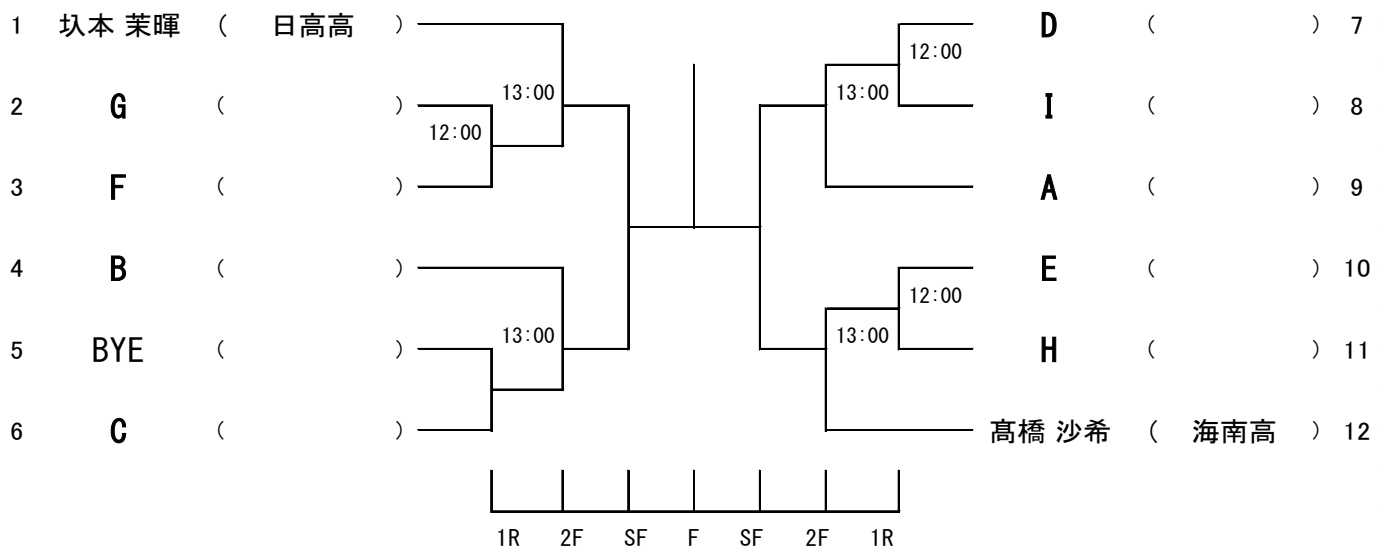 1 圦本 茉暉 ( 日高高 ) D ( ) 7
12:00
13:00 13:00
2 G ( ) I ( ) 8
12:00
3 F ( ) A ( ) 9
4 B ( ) E ( ) 10
12:00
13:00 13:00
5 BYE ( ) H ( ) 11
6 C ( ) 髙橋 沙希 ( 海南高 ) 12
1R 2F SF F SF 2F 1R